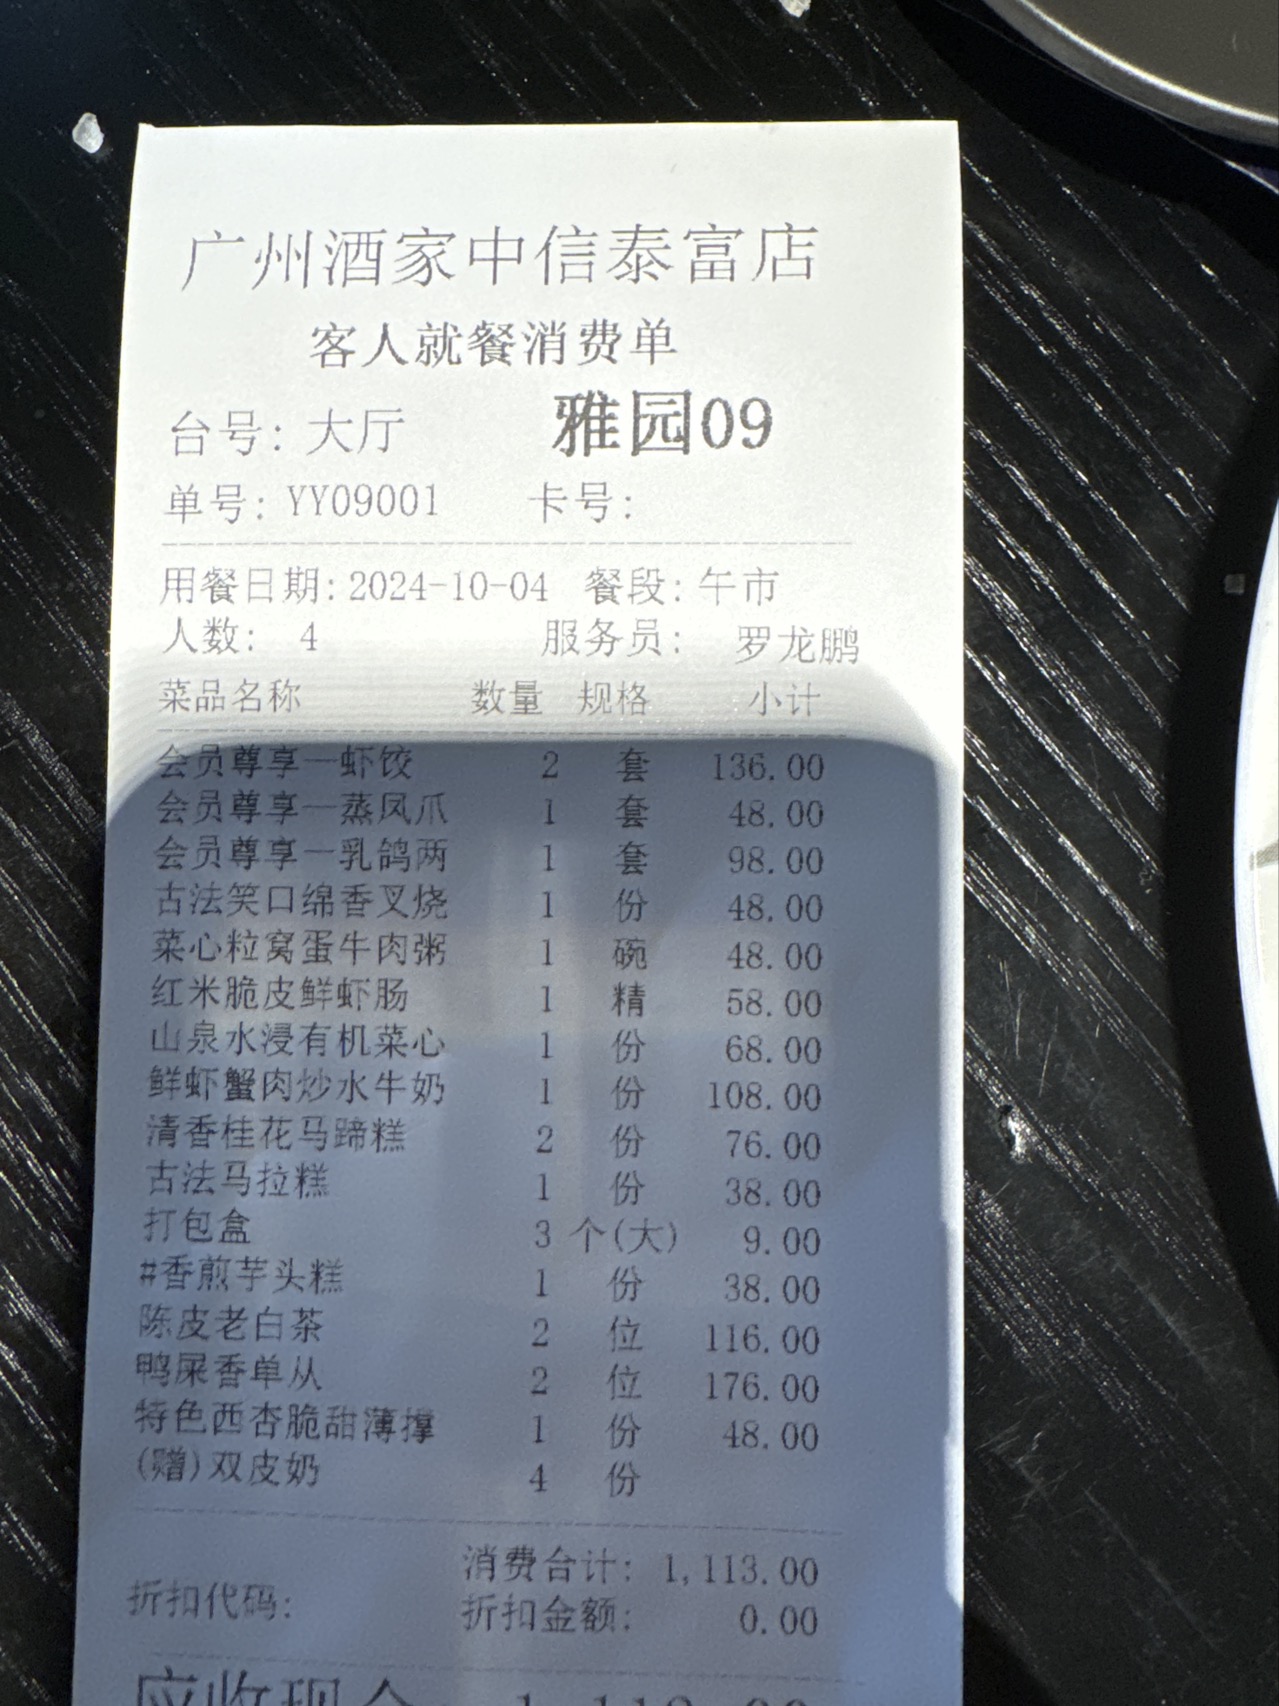 广州酒家中信泰富店
客人就餐消费单
台号: 大厅 雅园09
单号: YY09001 卡号:
用餐日期: 2024-10-04 餐段: 午市
人数: 4 服务员: 罗龙鹏
菜品名称 数量 规格 小计
会员尊享一虾饺 2 套 136.00
会员尊享一蒸凤爪 1 套 48.00
会员尊享一乳鸽两 1 套 98.00
古法笑口绵香叉烧 1 份 48.00
菜心粒窝蛋牛肉粥 1 碗 48.00
红米脆皮鲜虾肠 1 精 58.00
山泉水浸有机菜心 1 份 68.00
鲜虾蟹肉炒水牛奶 1 份 108.00
清香桂花马蹄糕 2 份 76.00
古法马拉糕 1 份 38.00
打包盒 3 个(大) 9.00
#香煎芋头糕 1 份 38.00
陈皮老白茶 2 位 116.00
鸭屎香单从 2 位 176.00
特色西杏脆甜薄撑 1 份 48.00
(赠)双皮奶 4 份
消费合计: 1,113.00
折扣代码: 折扣金额: 0.00
应收现金 1,113.00